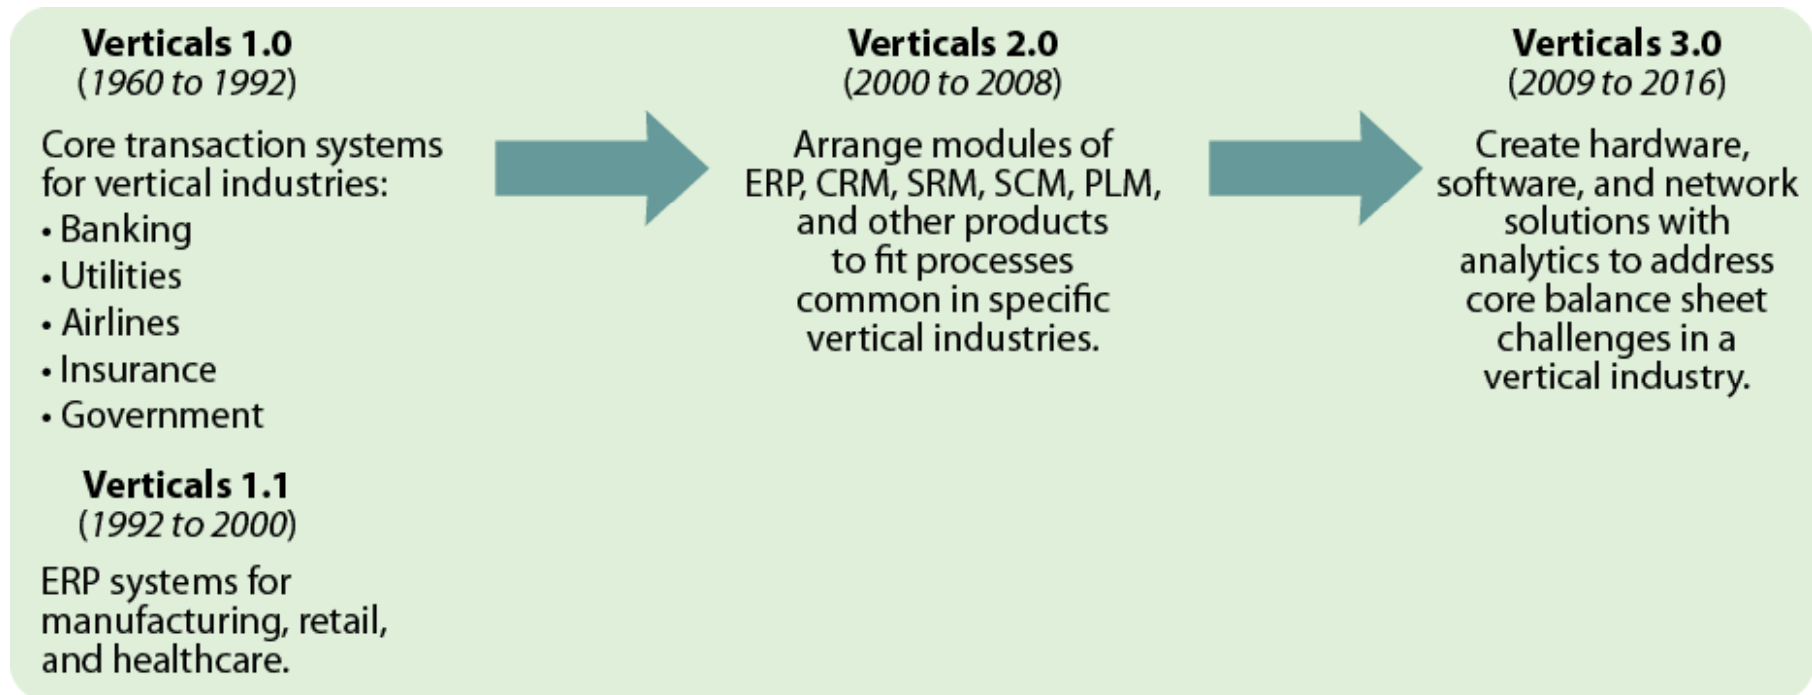 Verticals 1.0
(1960 to 1992)
Core transaction systems
for vertical industries:
• Banking
• Utilities
• Airlines
• Insurance
• Government
Verticals 1.1
(1992 to 2000)
ERP systems for
manufacturing, retail,
and healthcare.
Verticals 2.0
(2000 to 2008)
Arrange modules of
ERP, CRM, SRM, SCM, PLM,
and other products
to fit processes
common in specific
vertical industries.
Verticals 3.0
(2009 to 2016)
Create hardware,
software, and network
solutions with
analytics to address
core balance sheet
challenges in a
vertical industry.